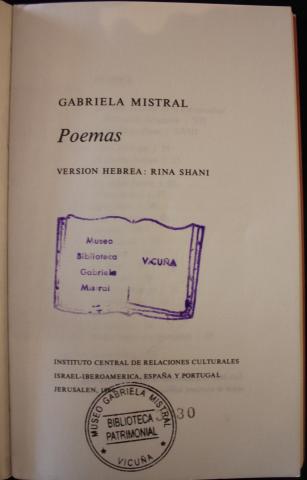 GABRIELA MISTRAL
Poemas
VERSION HEBREA: RINA SHANI
Museo
Biblioteca
Gabriela
Mistral
VICUÑA
INSTITUTO CENTRAL DE RELACIONES CULTURALES
ISRAEL-IBEROAMERICA, ESPAÑA Y PORTUGAL
JERUSALEN,
MUSEO GABRIELA MISTRAL
BIBLIOTECA
PATRIMONIAL
VICUÑA